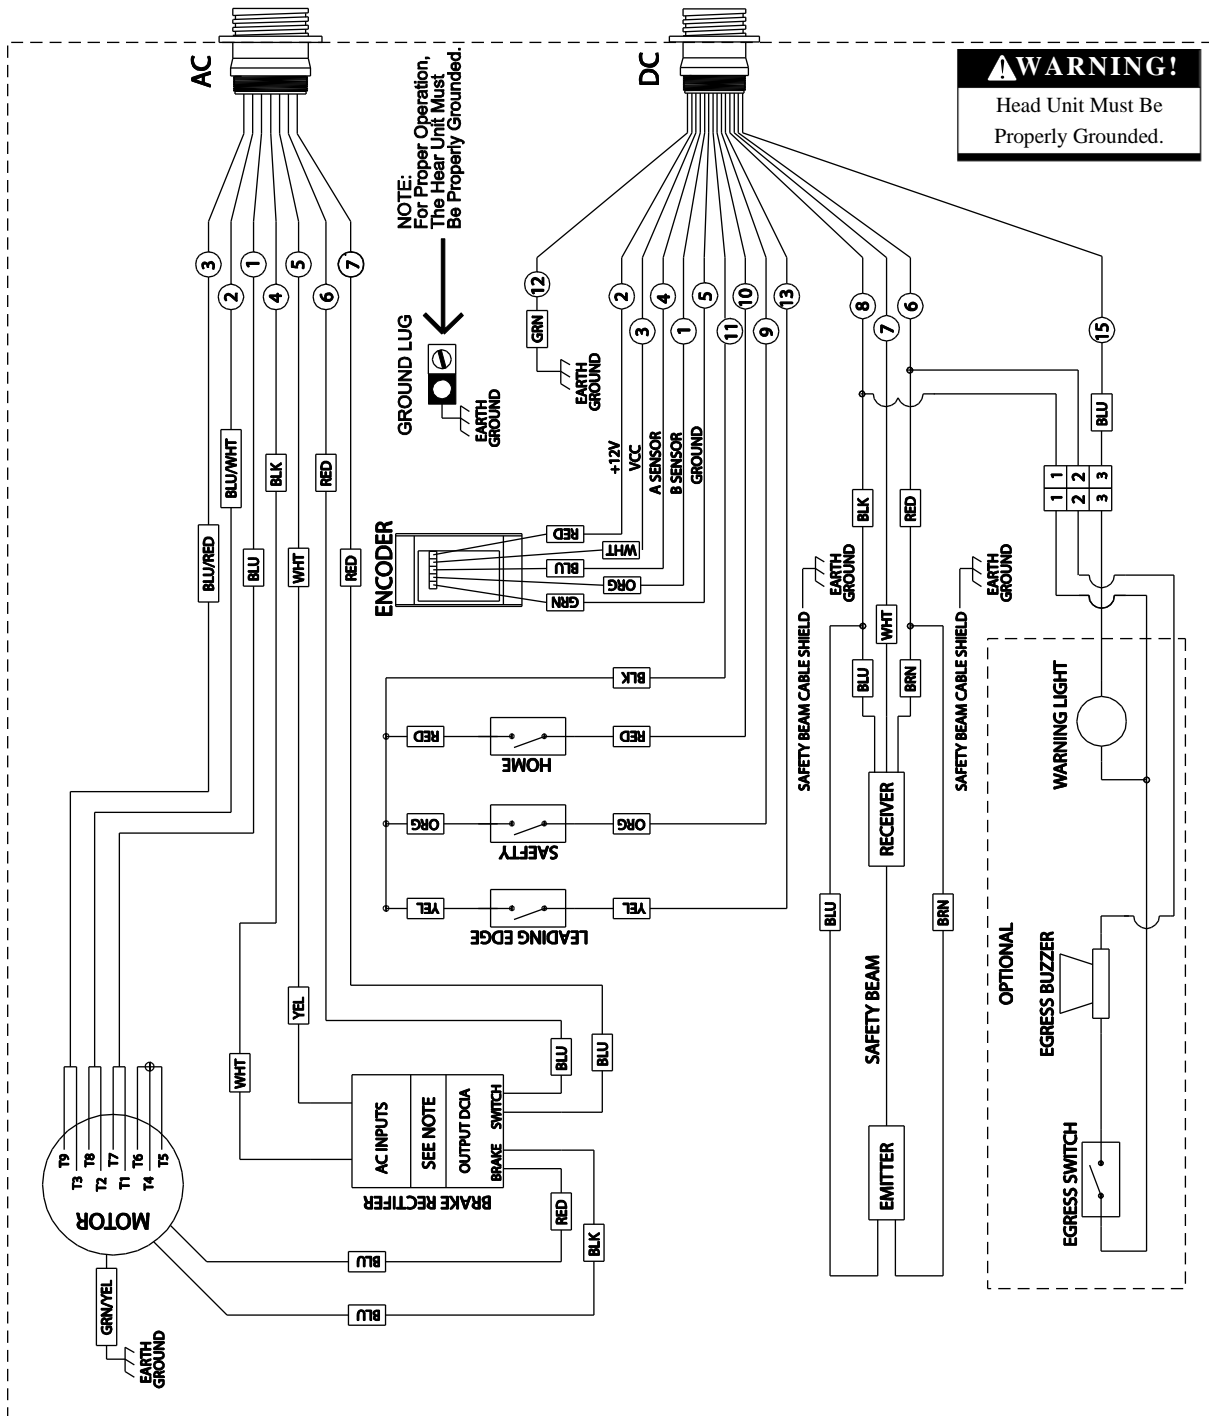 AC
DC
WARNING!
Head Unit Must Be
Properly Grounded.
NOTE:
For Proper Operation,
The Hear Unit Must
Be Properly Grounded.
GROUND LUG
EARTH
GROUND
3
2
1
4
5
6
7
12
2
3
4
1
5
11
10
9
13
8
7
6
15
GRN
EARTH
GROUND
BLU/RED
BLU/WHT
BLU
BLK
WHT
RED
RED
+12V
VCC
A SENSOR
B SENSOR
GROUND
ENCODER
RED
WHT
BLU
ORG
GRN
BLK
RED
BLU
1 1
2 2
3 3
SAFETY BEAM CABLE SHIELD
EARTH
GROUND
WHT
BLU
BRN
SAFETY BEAM CABLE SHIELD
EARTH
GROUND
BLK
RED
RED
HOME
ORG
ORG
SAEFTY
YEL
YEL
LEADING EDGE
RECEIVER
BLU
BRN
SAFETY BEAM
EMITTER
WARNING LIGHT
OPTIONAL
EGRESS BUZZER
EGRESS SWITCH
YEL
WHT
BLU
BLU
AC INPUTS
SEE NOTE
OUTPUT DCIA
BRAKE
SWITCH
BRAKE RECTIFER
RED
BLK
BLU
BLU
T9
T3
T8
T2
T7
T1
T6
T4
T5
MOTOR
GRN/YEL
EARTH
GROUND